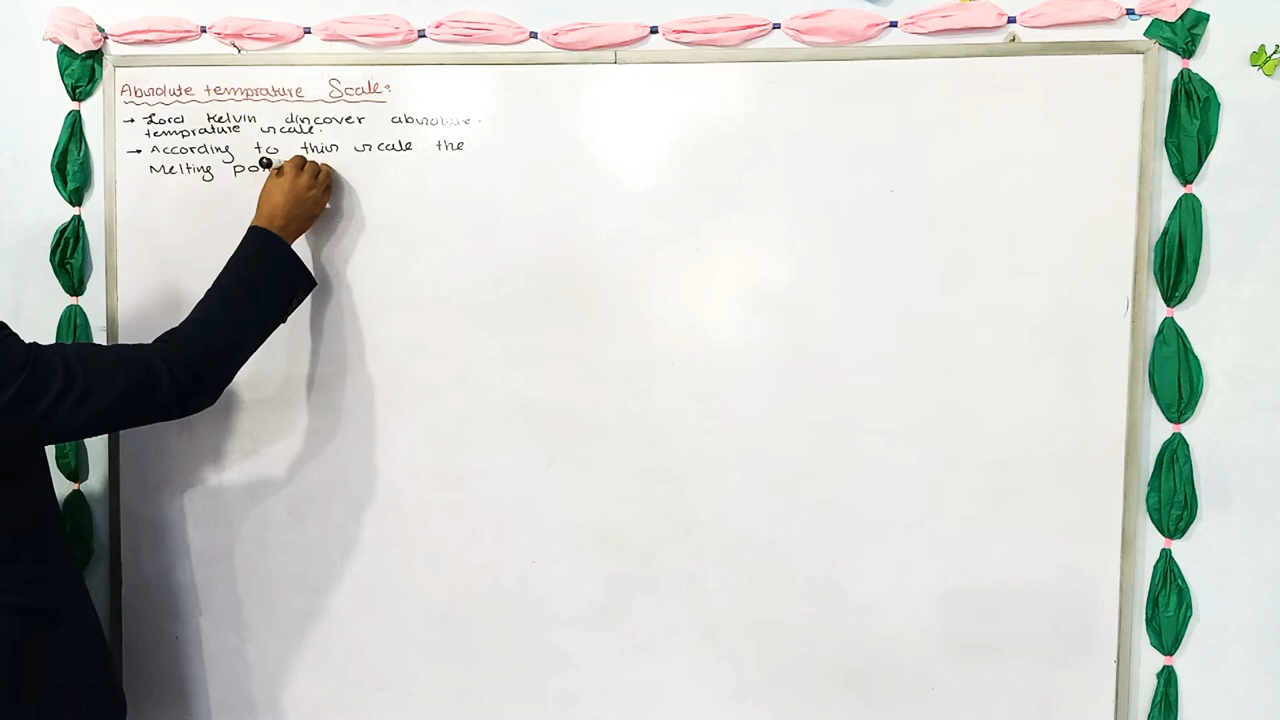 Absolute temprature Scale:
→ Lord Kelvin discover absolute
temprature scale.
→ According to this scale the
Melting po